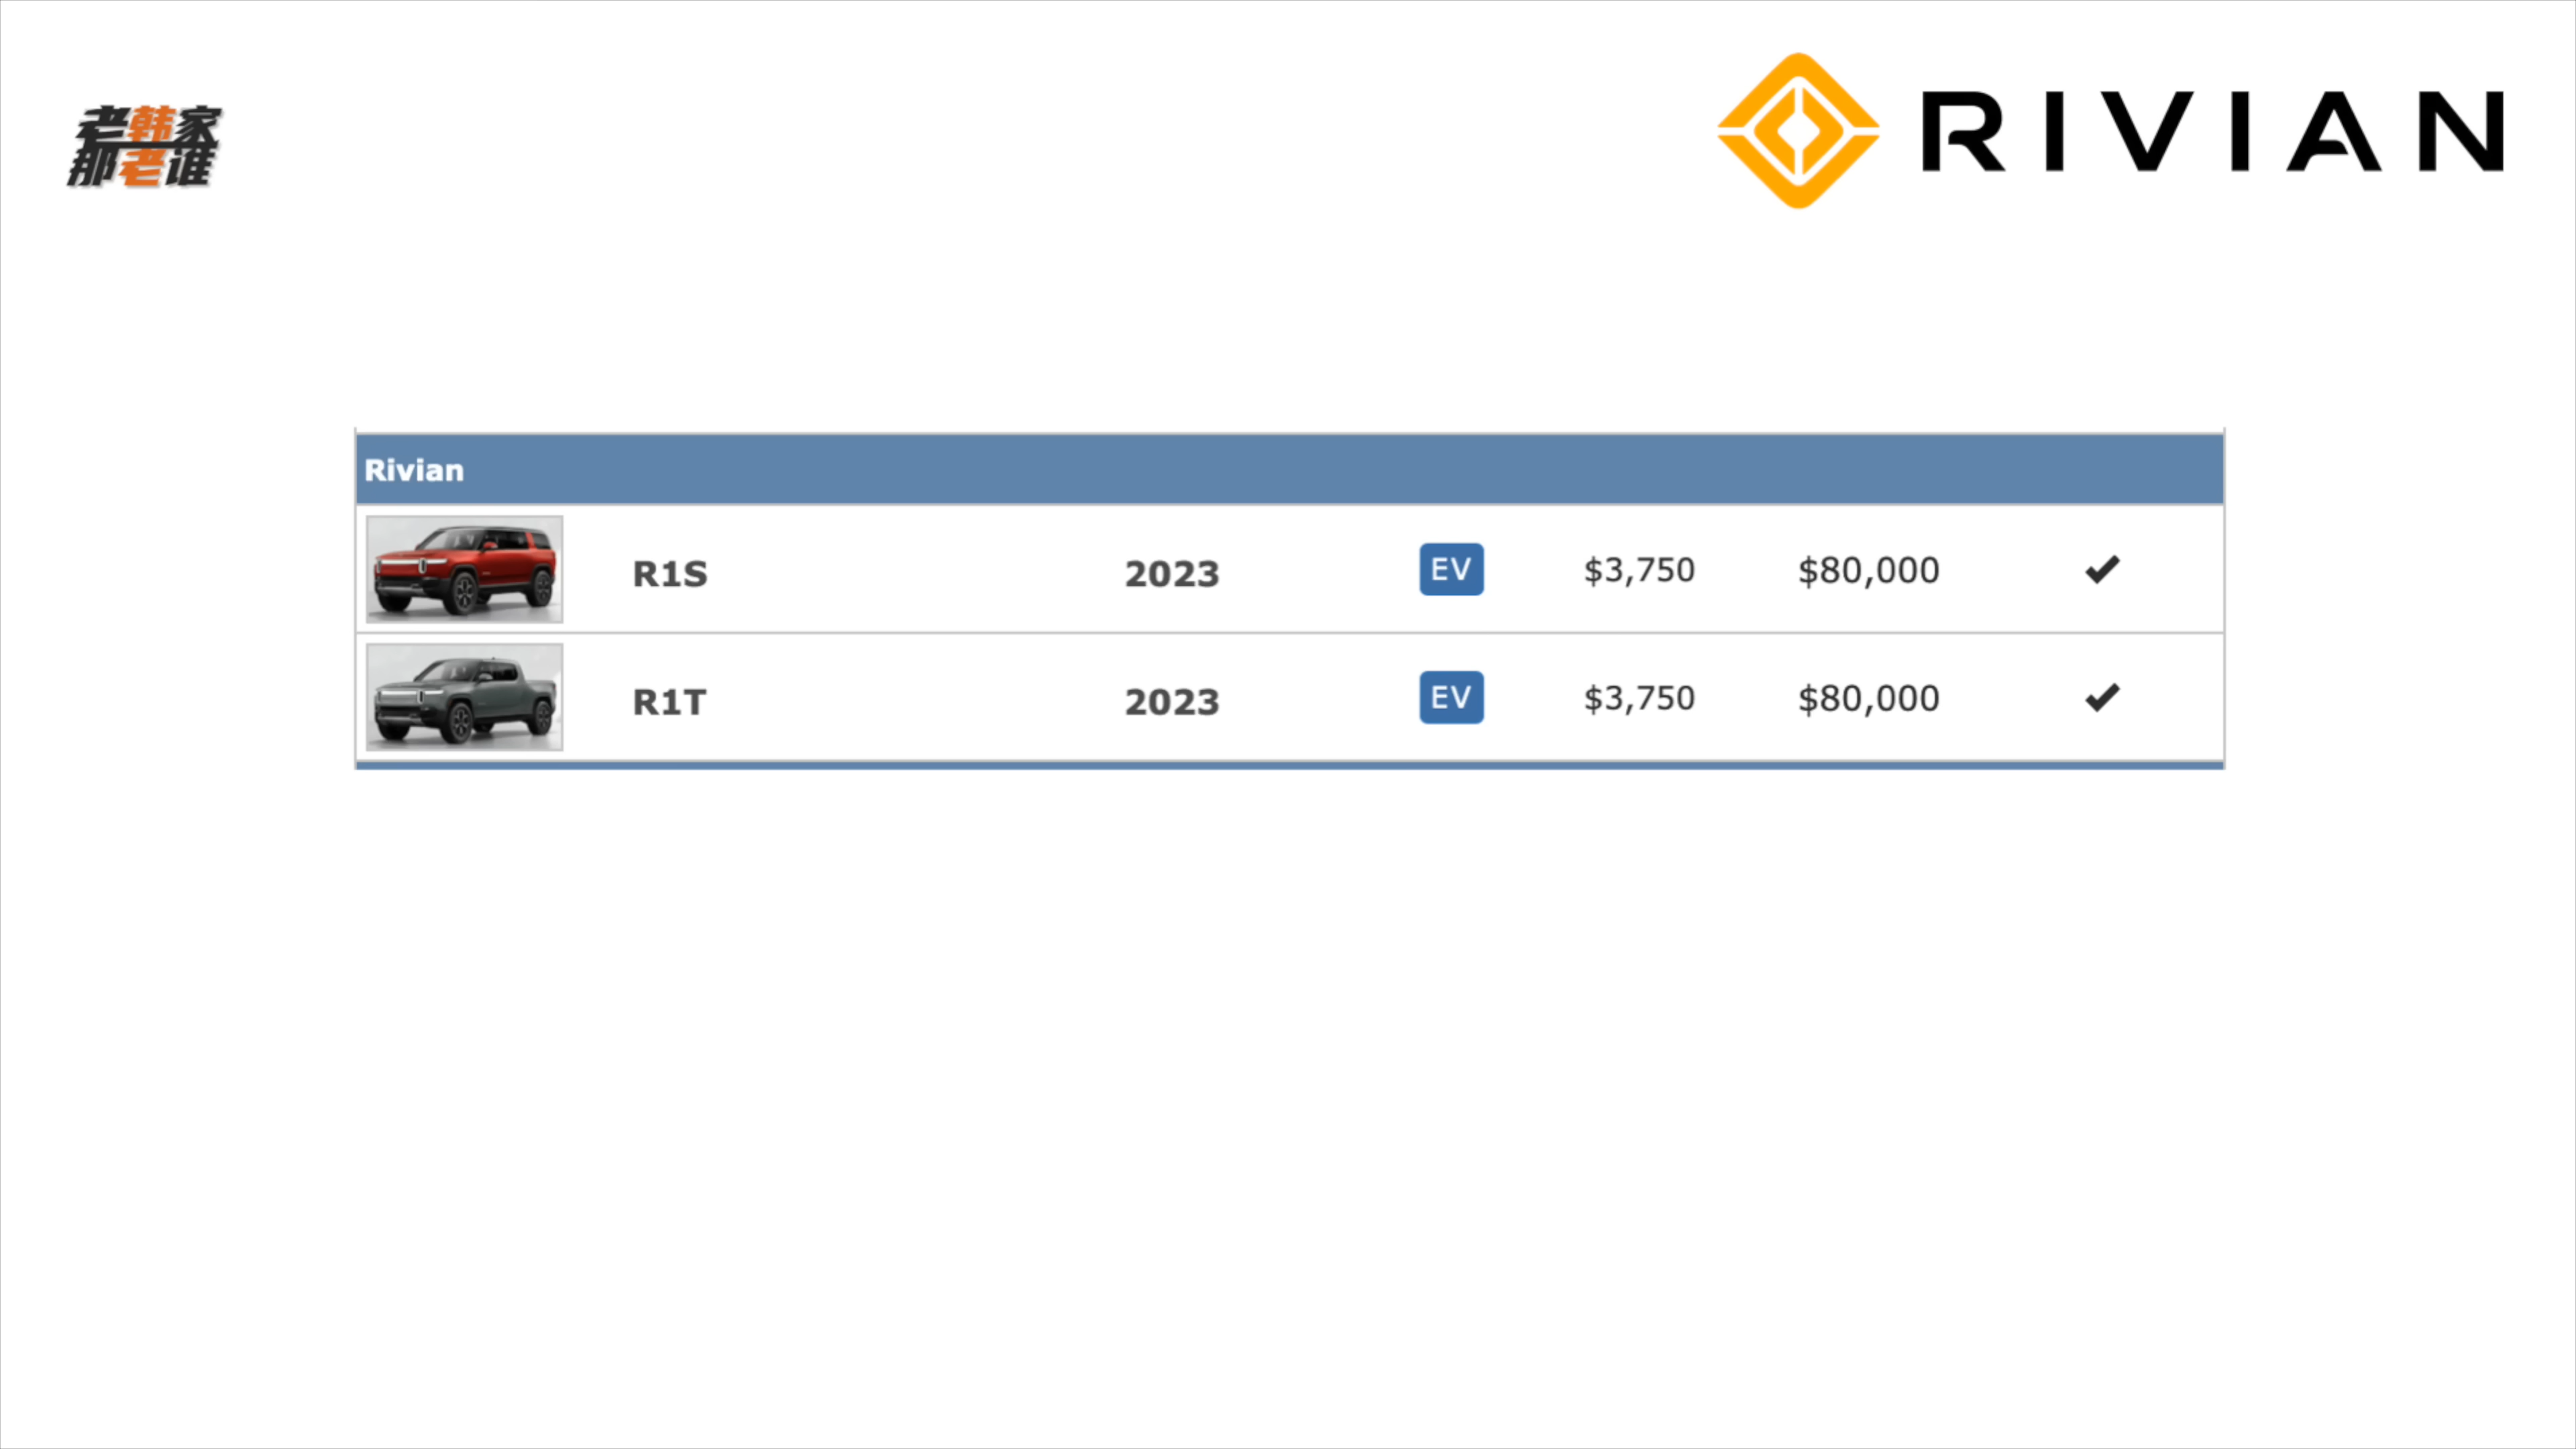 老韩家
那老谁
RIVIAN
Rivian
R1S 2023 EV $3,750 $80,000 ✔
R1T 2023 EV $3,750 $80,000 ✔